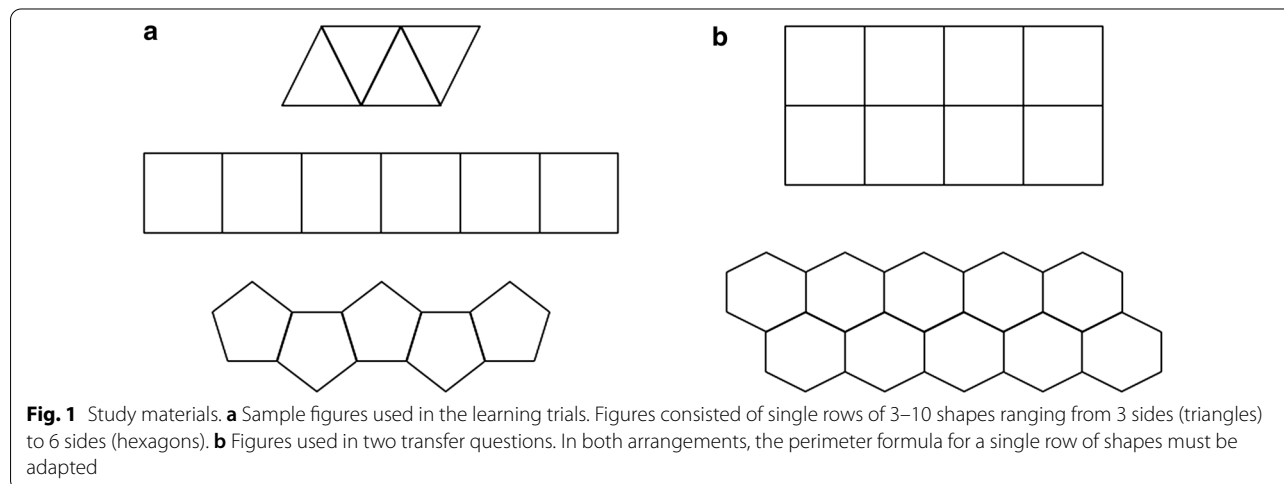 a
b
Fig. 1 Study materials. a Sample figures used in the learning trials. Figures consisted of single rows of 3–10 shapes ranging from 3 sides (triangles)
to 6 sides (hexagons). b Figures used in two transfer questions. In both arrangements, the perimeter formula for a single row of shapes must be
adapted